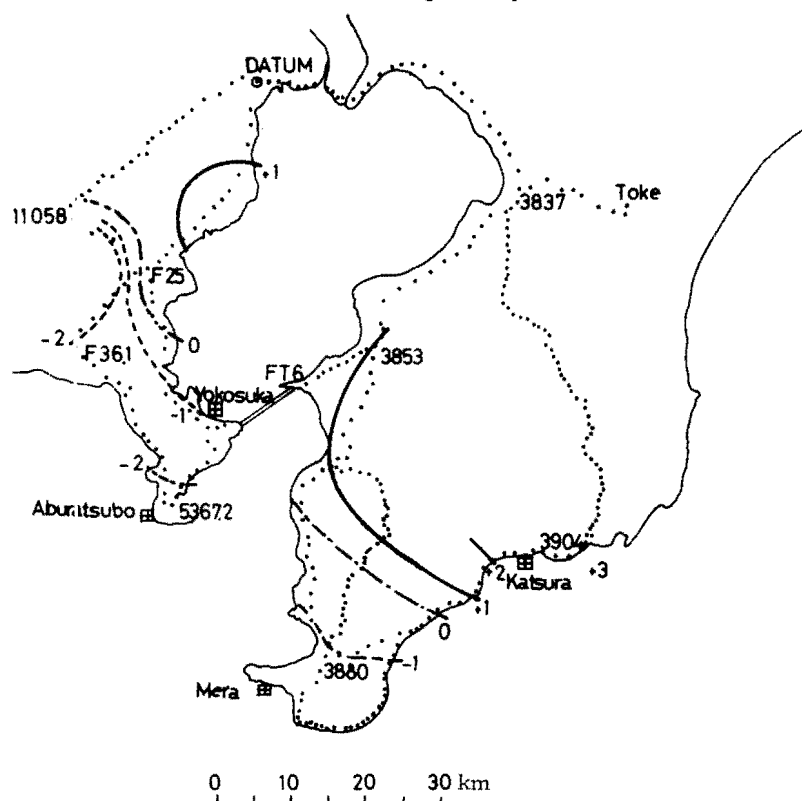 DATUM
+1
11058
3837
Toke
F25
-2
F361
0
3853
FT6
Yokosuka
-1
-2
Aburatsubo
53672
3904
+2
Katsura
+3
+1
0
-1
3880
Mera
0 10 20 30 km